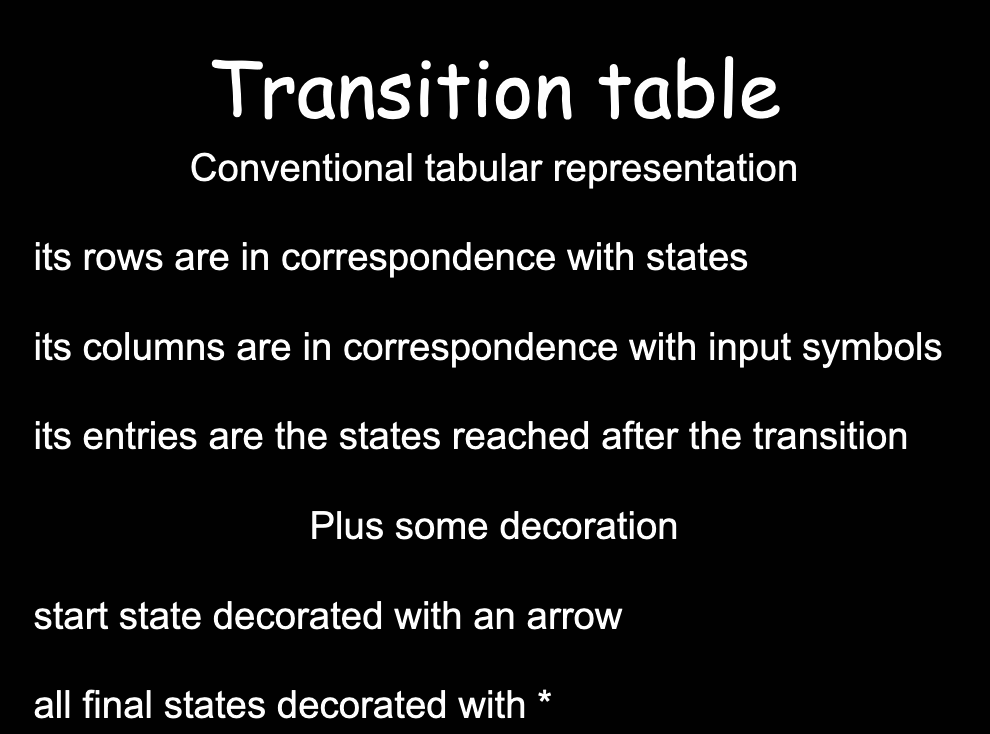 Transition table
Conventional tabular representation
its rows are in correspondence with states
its columns are in correspondence with input symbols
its entries are the states reached after the transition
Plus some decoration
start state decorated with an arrow
all final states decorated with *